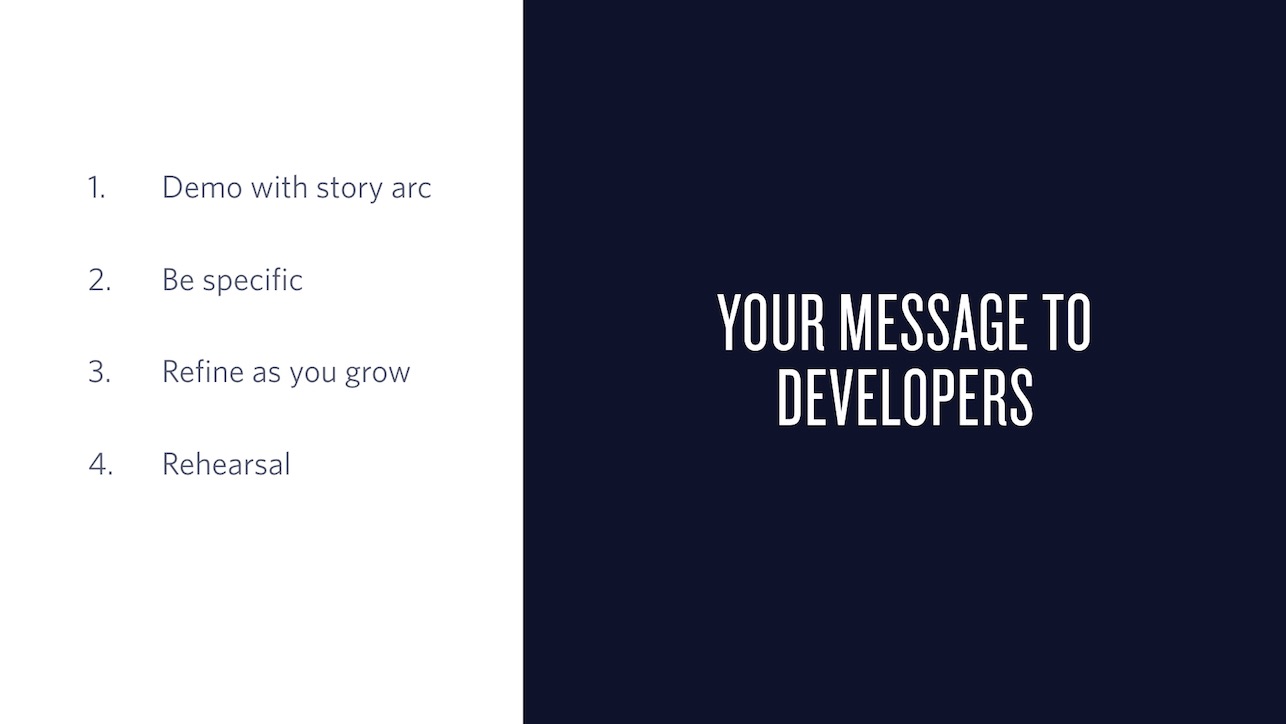 1. Demo with story arc
2. Be specific
3. Refine as you grow
4. Rehearsal
YOUR MESSAGE TO
DEVELOPERS